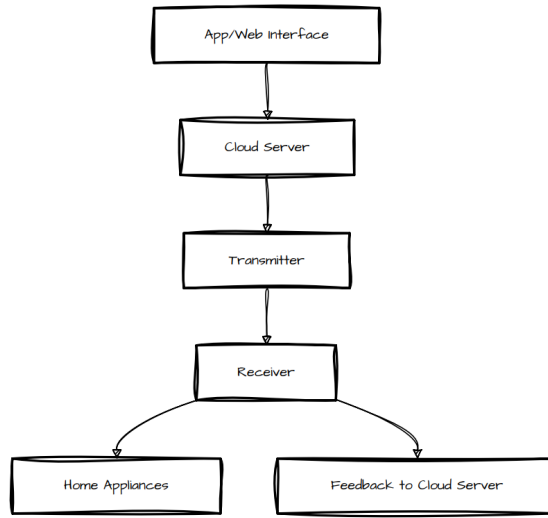 App/Web Interface
Cloud Server
Transmitter
Receiver
Home Appliances
Feedback to Cloud Server